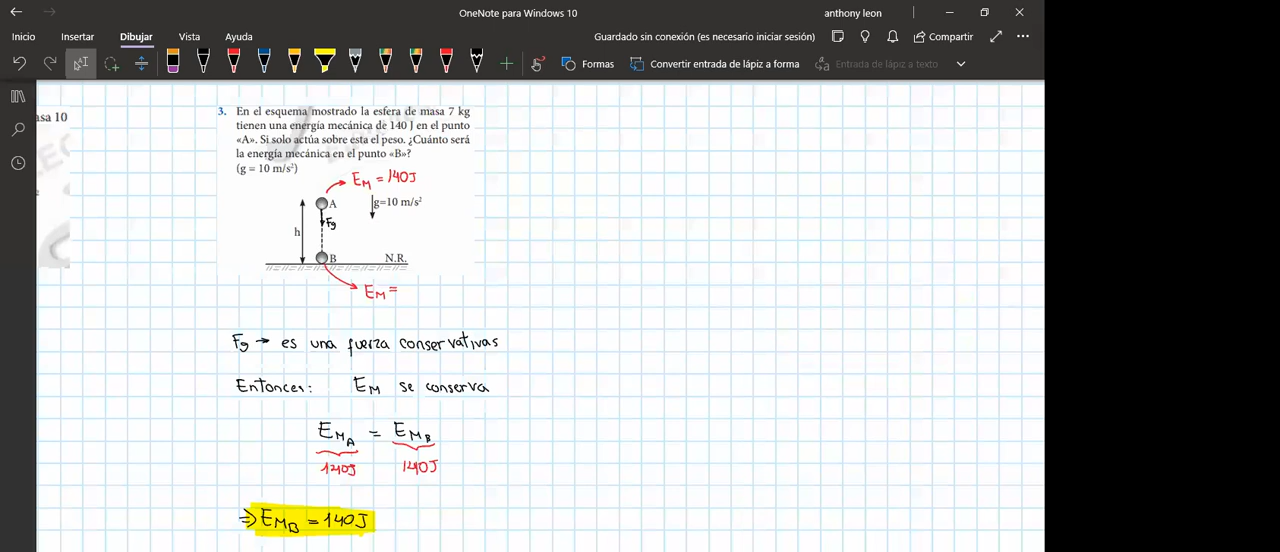 OneNote para Windows 10
anthony leon
Inicio
Insertar
Dibujar
Vista
Ayuda
Guardado sin conexión (es necesario iniciar sesión)
Compartir
Formas
Convertir entrada de lápiz a forma
Entrada de lápiz a texto
asa 10
3. En el esquema mostrado la esfera de masa 7 kg
tienen una energía mecánica de 140 J en el punto
«A». Si solo actúa sobre esta el peso. ¿Cuánto será
la energía mecánica en el punto «B»?
(g = 10 m/s²)
EM = 140J
A
g=10 m/s²
Fg
h
B
N.R.
EM =
Fg → es una fuerza conservativas
Entonces: EM se conserva
EMA = EMB
140J 140J
⇒ EMB = 140J